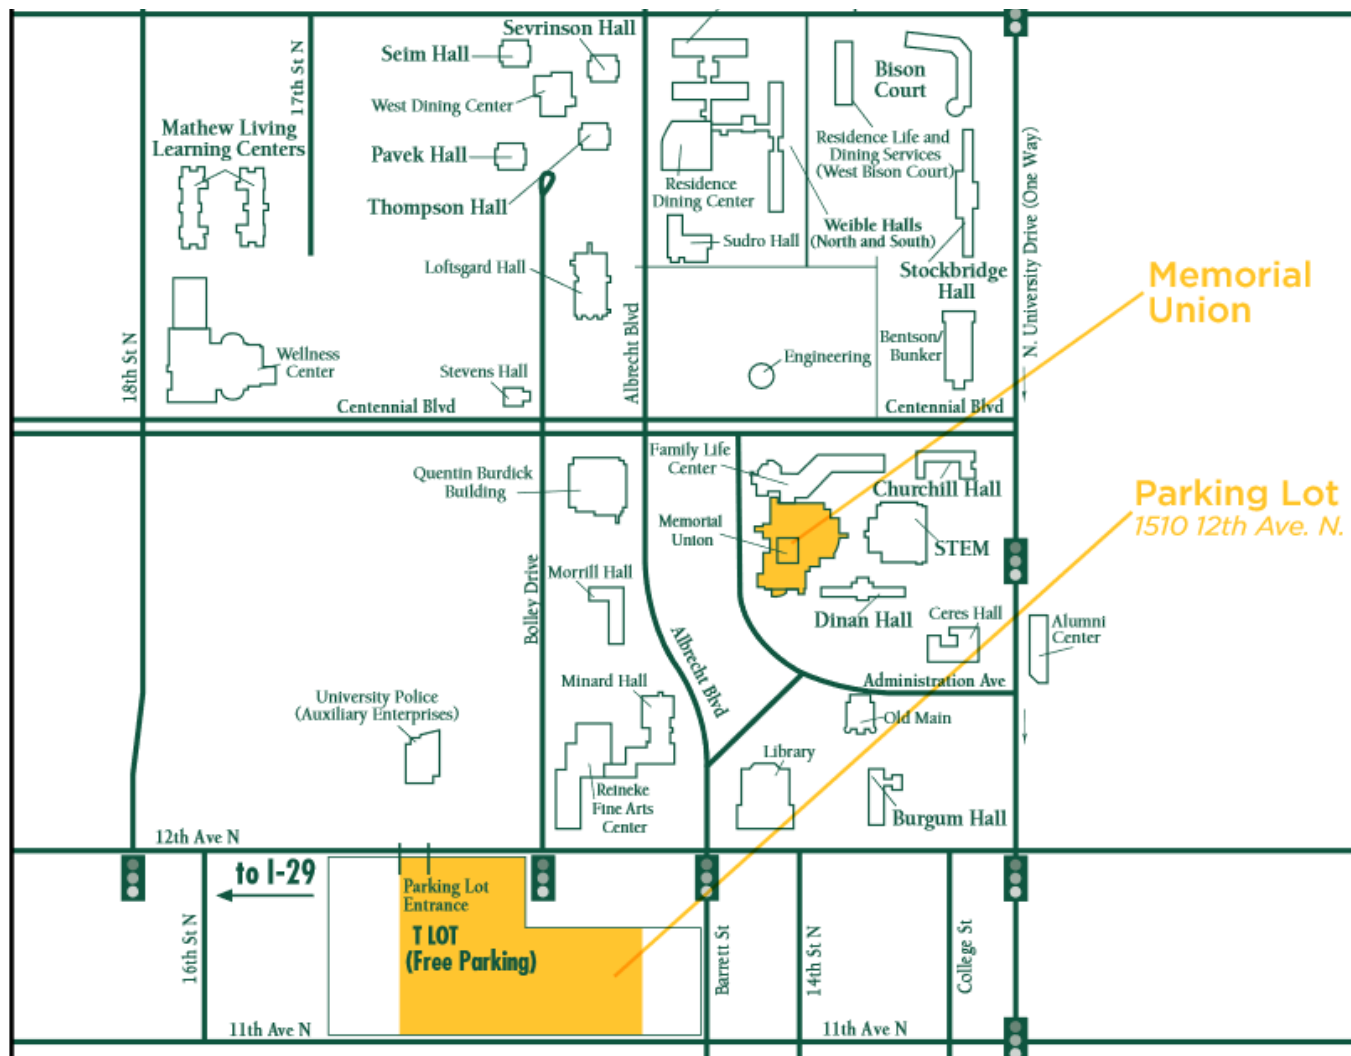 Sevrinson Hall
Seim Hall
West Dining Center
17th St N
Mathew Living
Learning Centers
Pavek Hall
Thompson Hall
Loftsgard Hall
Residence
Dining Center
Sudro Hall
Bison
Court
Residence Life and
Dining Services
(West Bison Court)
Weible Halls
(North and South)
Stockbridge
Hall
N. University Drive (One Way)
Memorial
Union
18th St N
Wellness
Center
Stevens Hall
Albrecht Blvd
Engineering
Bentson/
Bunker
Centennial Blvd
Centennial Blvd
Quentin Burdick
Building
Family Life
Center
Churchill Hall
Memorial
Union
STEM
Parking Lot
1510 12th Ave. N.
Bolley Drive
Morrill Hall
Dinan Hall
Ceres Hall
Alumni
Center
Albrecht Blvd
Minard Hall
Administration Ave
University Police
(Auxiliary Enterprises)
Old Main
Library
Reineke
Fine Arts
Center
Burgum Hall
12th Ave N
to I-29
Parking Lot
Entrance
T LOT
(Free Parking)
16th St N
Barrett St
14th St N
College St
11th Ave N
11th Ave N